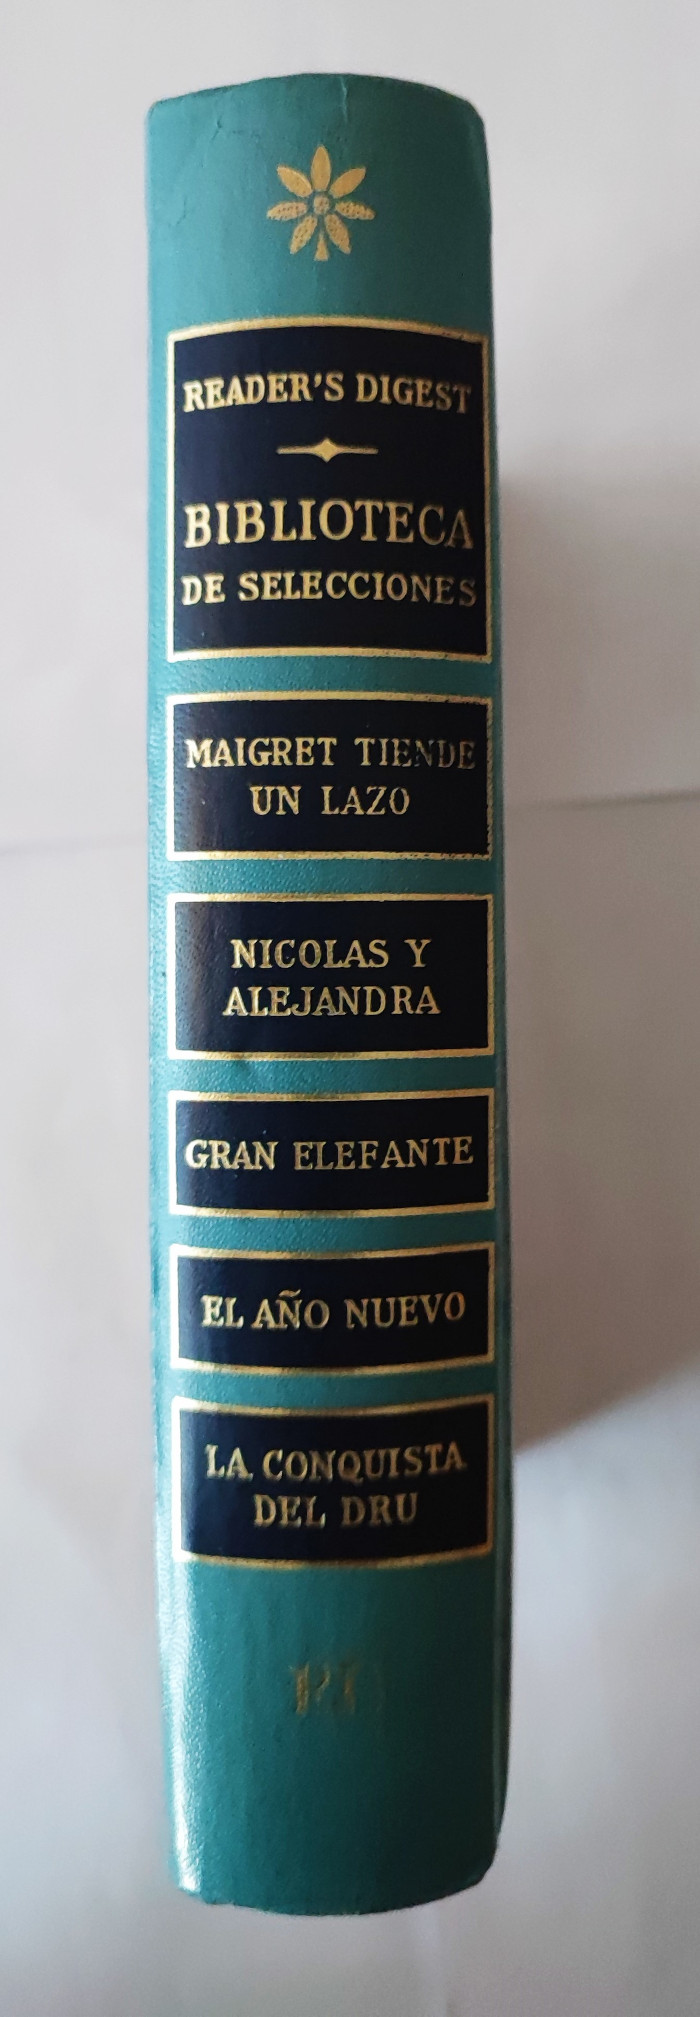 READER'S DIGEST
BIBLIOTECA
DE SELECCIONES
MAIGRET TIENDE
UN LAZO
NICOLAS Y
ALEJANDRA
GRAN ELEFANTE
EL AÑO NUEVO
LA CONQUISTA
DEL DRU